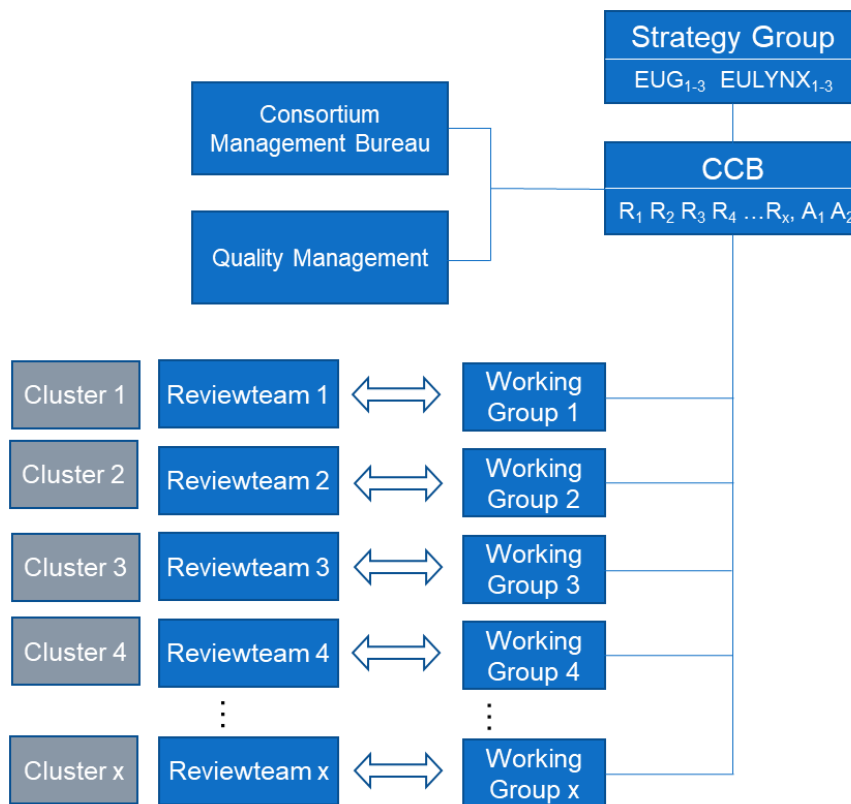 Strategy Group
EUG1-3 EULYNX1-3
Consortium
Management Bureau
CCB
R1 R2 R3 R4 …Rx, A1 A2
Quality Management
Cluster 1
Reviewteam 1
Working
Group 1
Cluster 2
Reviewteam 2
Working
Group 2
Cluster 3
Reviewteam 3
Working
Group 3
Cluster 4
Reviewteam 4
Working
Group 4
⋮
⋮
Cluster x
Reviewteam x
Working
Group x